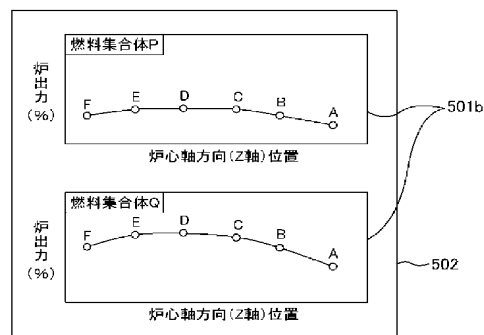 燃料集合体P
炉出力(%)
F E D C B A
炉心軸方向(Z軸)位置
501b
燃料集合体Q
炉出力(%)
F E D C B A
炉心軸方向(Z軸)位置
502